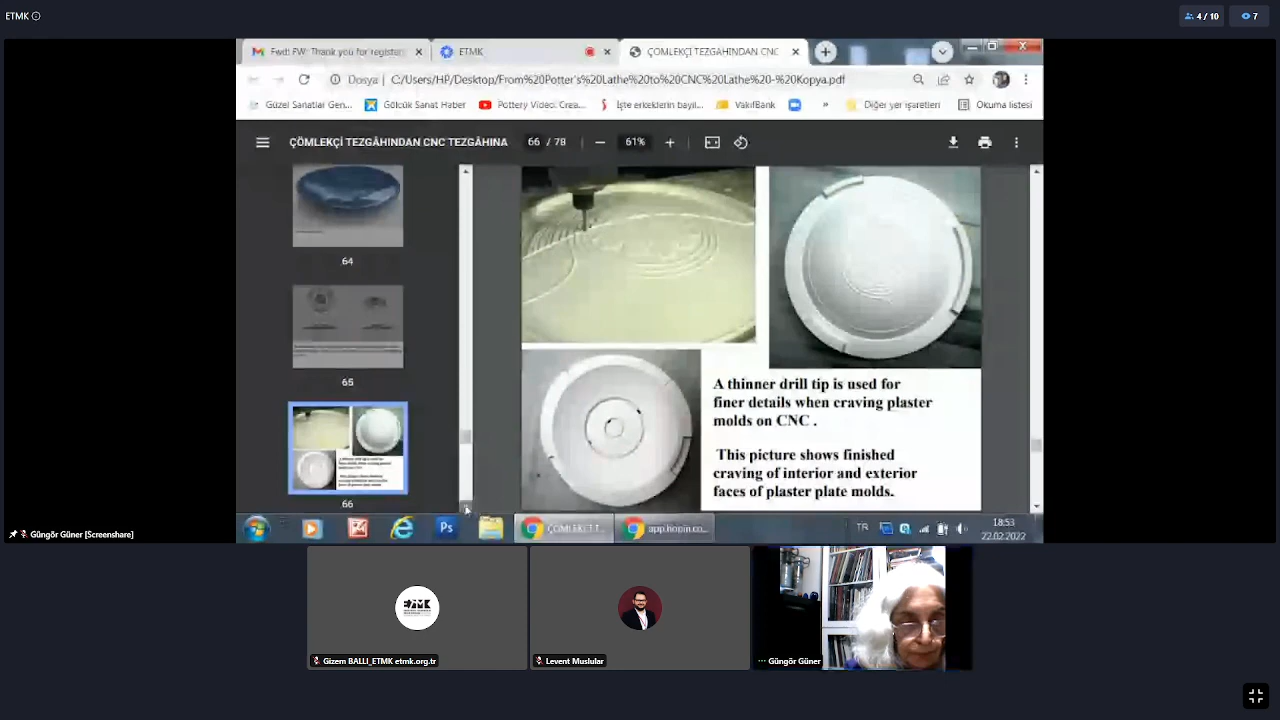 ETMK
4 / 10
7
Fwd: FW: Thank you for register
ETMK
ÇÖMLEKÇİ TEZGAHINDAN CNC
Dosya
C:/Users/HP/Desktop/From%20Potter's%20Lathe%20to%20CNC%20Lathe%20-%20Kopya.pdf
Güzel Sanatlar Gen...
Gölcük Sanat Haber
Pottery Video. Crea...
İşte erkeklerin bayıl...
VakıfBank
»
Diğer yer işaretleri
Okuma listesi
ÇÖMLEKÇİ TEZGÂHINDAN CNC TEZGÂHINA
66 / 78
61%
64
65
66
A thinner drill tip is used for
finer details when craving plaster
molds on CNC .
This picture shows finished
craving of interior and exterior
faces of plaster plate molds.
Ps
ÇÖMLEKÇİ T...
app.hopin.co...
TR
18:53
22.02.2022
Güngör Güner [Screenshare]
ETMK
Gizem BALLI_ETMK etmk.org.tr
Levent Muslular
Güngör Güner